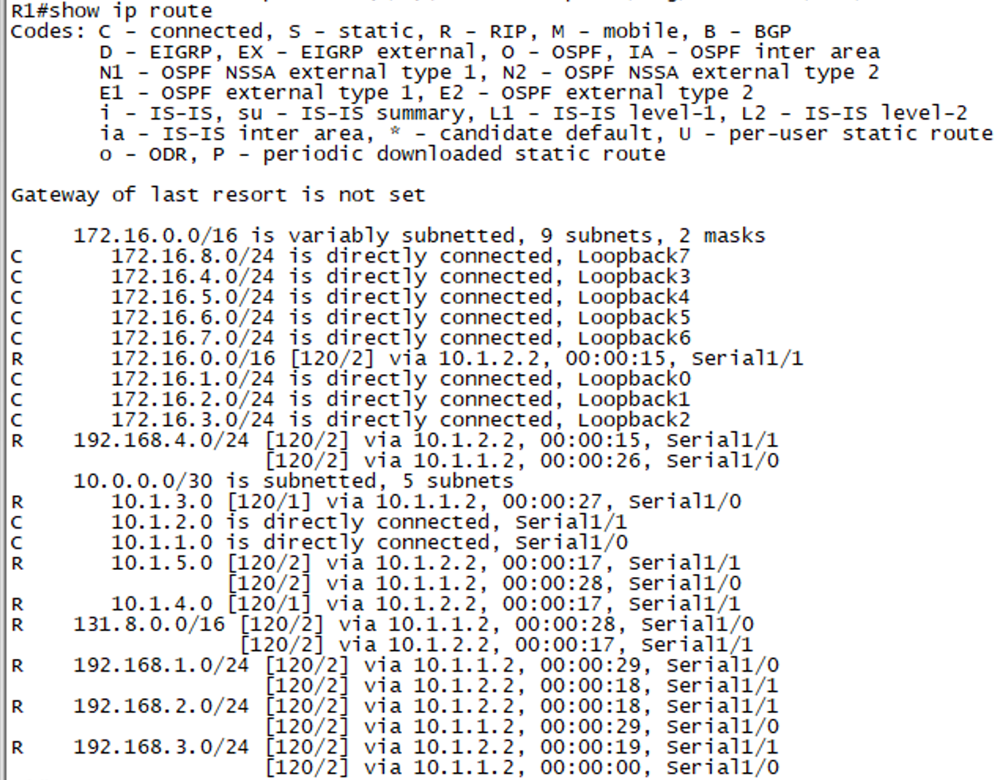 R1#show ip route
Codes: C - connected, S - static, R - RIP, M - mobile, B - BGP
D - EIGRP, EX - EIGRP external, O - OSPF, IA - OSPF inter area
N1 - OSPF NSSA external type 1, N2 - OSPF NSSA external type 2
E1 - OSPF external type 1, E2 - OSPF external type 2
i - IS-IS, su - IS-IS summary, L1 - IS-IS level-1, L2 - IS-IS level-2
ia - IS-IS inter area, * - candidate default, U - per-user static route
o - ODR, P - periodic downloaded static route
Gateway of last resort is not set
172.16.0.0/16 is variably subnetted, 9 subnets, 2 masks
C 172.16.8.0/24 is directly connected, Loopback7
C 172.16.4.0/24 is directly connected, Loopback3
C 172.16.5.0/24 is directly connected, Loopback4
C 172.16.6.0/24 is directly connected, Loopback5
C 172.16.7.0/24 is directly connected, Loopback6
R 172.16.0.0/16 [120/2] via 10.1.2.2, 00:00:15, Serial1/1
C 172.16.1.0/24 is directly connected, Loopback0
C 172.16.2.0/24 is directly connected, Loopback1
C 172.16.3.0/24 is directly connected, Loopback2
R 192.168.4.0/24 [120/2] via 10.1.2.2, 00:00:15, Serial1/1
[120/2] via 10.1.1.2, 00:00:26, Serial1/0
10.0.0.0/30 is subnetted, 5 subnets
R 10.1.3.0 [120/1] via 10.1.1.2, 00:00:27, Serial1/0
C 10.1.2.0 is directly connected, Serial1/1
C 10.1.1.0 is directly connected, Serial1/0
R 10.1.5.0 [120/2] via 10.1.2.2, 00:00:17, Serial1/1
[120/2] via 10.1.1.2, 00:00:28, Serial1/0
R 10.1.4.0 [120/1] via 10.1.2.2, 00:00:17, Serial1/1
R 131.8.0.0/16 [120/2] via 10.1.1.2, 00:00:28, Serial1/0
[120/2] via 10.1.2.2, 00:00:17, Serial1/1
R 192.168.1.0/24 [120/2] via 10.1.1.2, 00:00:29, Serial1/0
[120/2] via 10.1.2.2, 00:00:18, Serial1/1
R 192.168.2.0/24 [120/2] via 10.1.2.2, 00:00:18, Serial1/1
[120/2] via 10.1.1.2, 00:00:29, Serial1/0
R 192.168.3.0/24 [120/2] via 10.1.2.2, 00:00:19, Serial1/1
[120/2] via 10.1.1.2, 00:00:00, Serial1/0